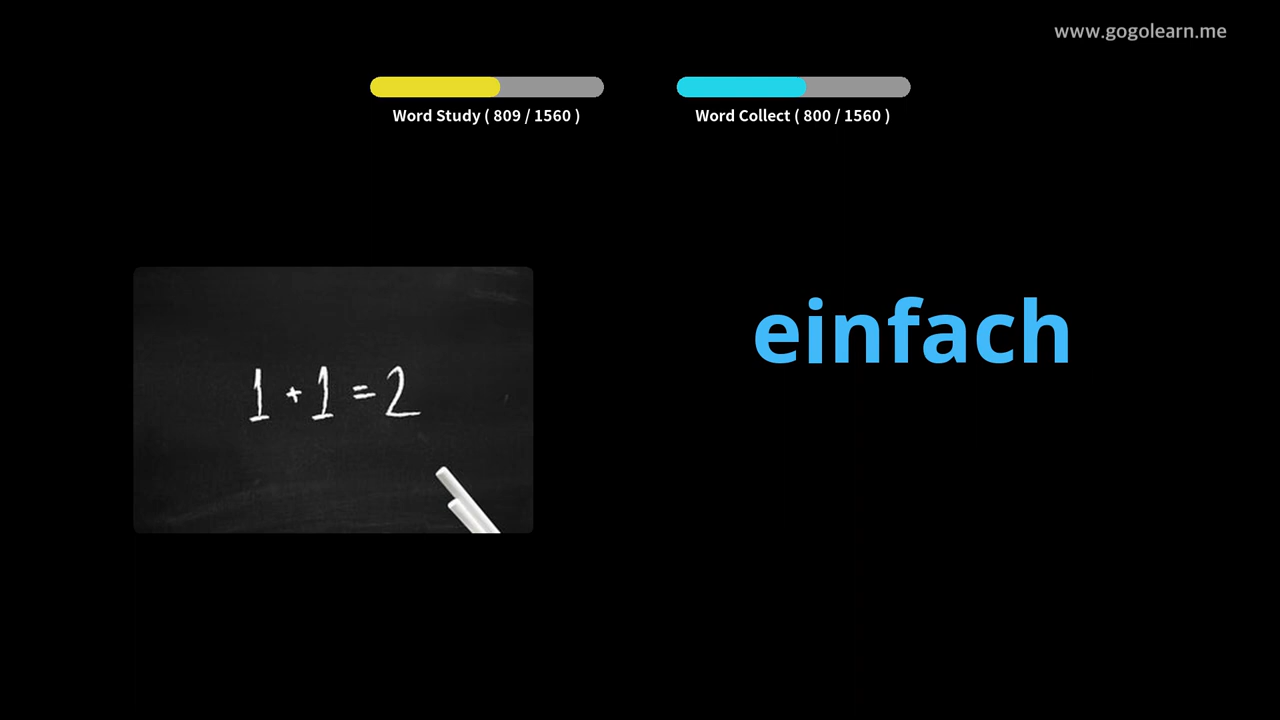 www.gogolearn.me
Word Study ( 809 / 1560 )
Word Collect ( 800 / 1560 )
einfach
1 + 1 = 2